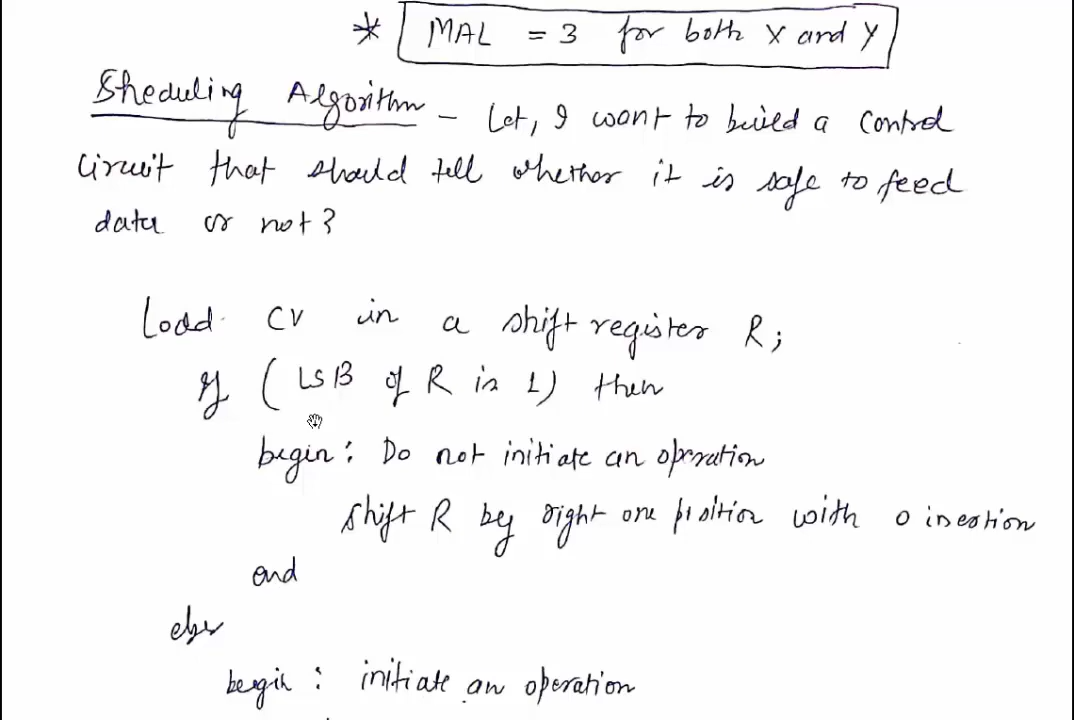 * MAL = 3 for both X and Y
Sheduling Algorithm - Let, I want to build a control
circuit that should tell whether it is safe to feed
data or not?
Load CV in a shift register R;
if ( LSB of R is 1) then
begin: Do not initiate an operation
shift R by right one position with 0 insertion
end
else
begin : initiate an operation